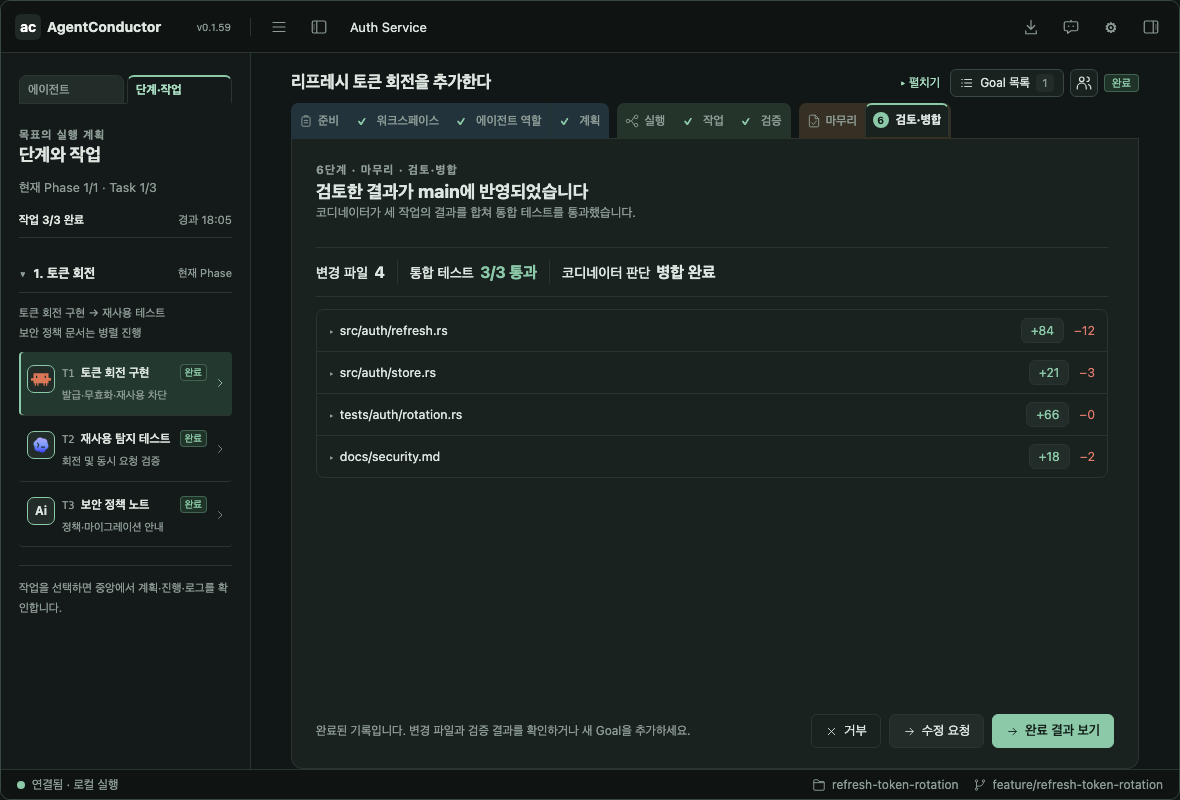 ac AgentConductor v0.1.59 Auth Service
에이전트 단계·작업
목표의 실행 계획
단계와 작업
현재 Phase 1/1 · Task 1/3
작업 3/3 완료 경과 18:05
1. 토큰 회전 현재 Phase
토큰 회전 구현 → 재사용 테스트
보안 정책 문서는 병렬 진행
T1 토큰 회전 구현 완료
발급·무효화·재사용 차단
T2 재사용 탐지 테스트 완료
회전 및 동시 요청 검증
Ai T3 보안 정책 노트 완료
정책·마이그레이션 안내
작업을 선택하면 중앙에서 계획·진행·로그를 확
인합니다.
리프레시 토큰 회전을 추가한다 펼치기 Goal 목록 1 완료
준비 워크스페이스 에이전트 역할 계획 실행 작업 검증 마무리 6 검토·병합
6단계 · 마무리 · 검토·병합
검토한 결과가 main에 반영되었습니다
코디네이터가 세 작업의 결과를 합쳐 통합 테스트를 통과했습니다.
변경 파일 4 통합 테스트 3/3 통과 코디네이터 판단 병합 완료
src/auth/refresh.rs +84 −12
src/auth/store.rs +21 −3
tests/auth/rotation.rs +66 −0
docs/security.md +18 −2
완료된 기록입니다. 변경 파일과 검증 결과를 확인하거나 새 Goal을 추가하세요. × 거부 → 수정 요청 → 완료 결과 보기
연결됨 · 로컬 실행 refresh-token-rotation feature/refresh-token-rotation